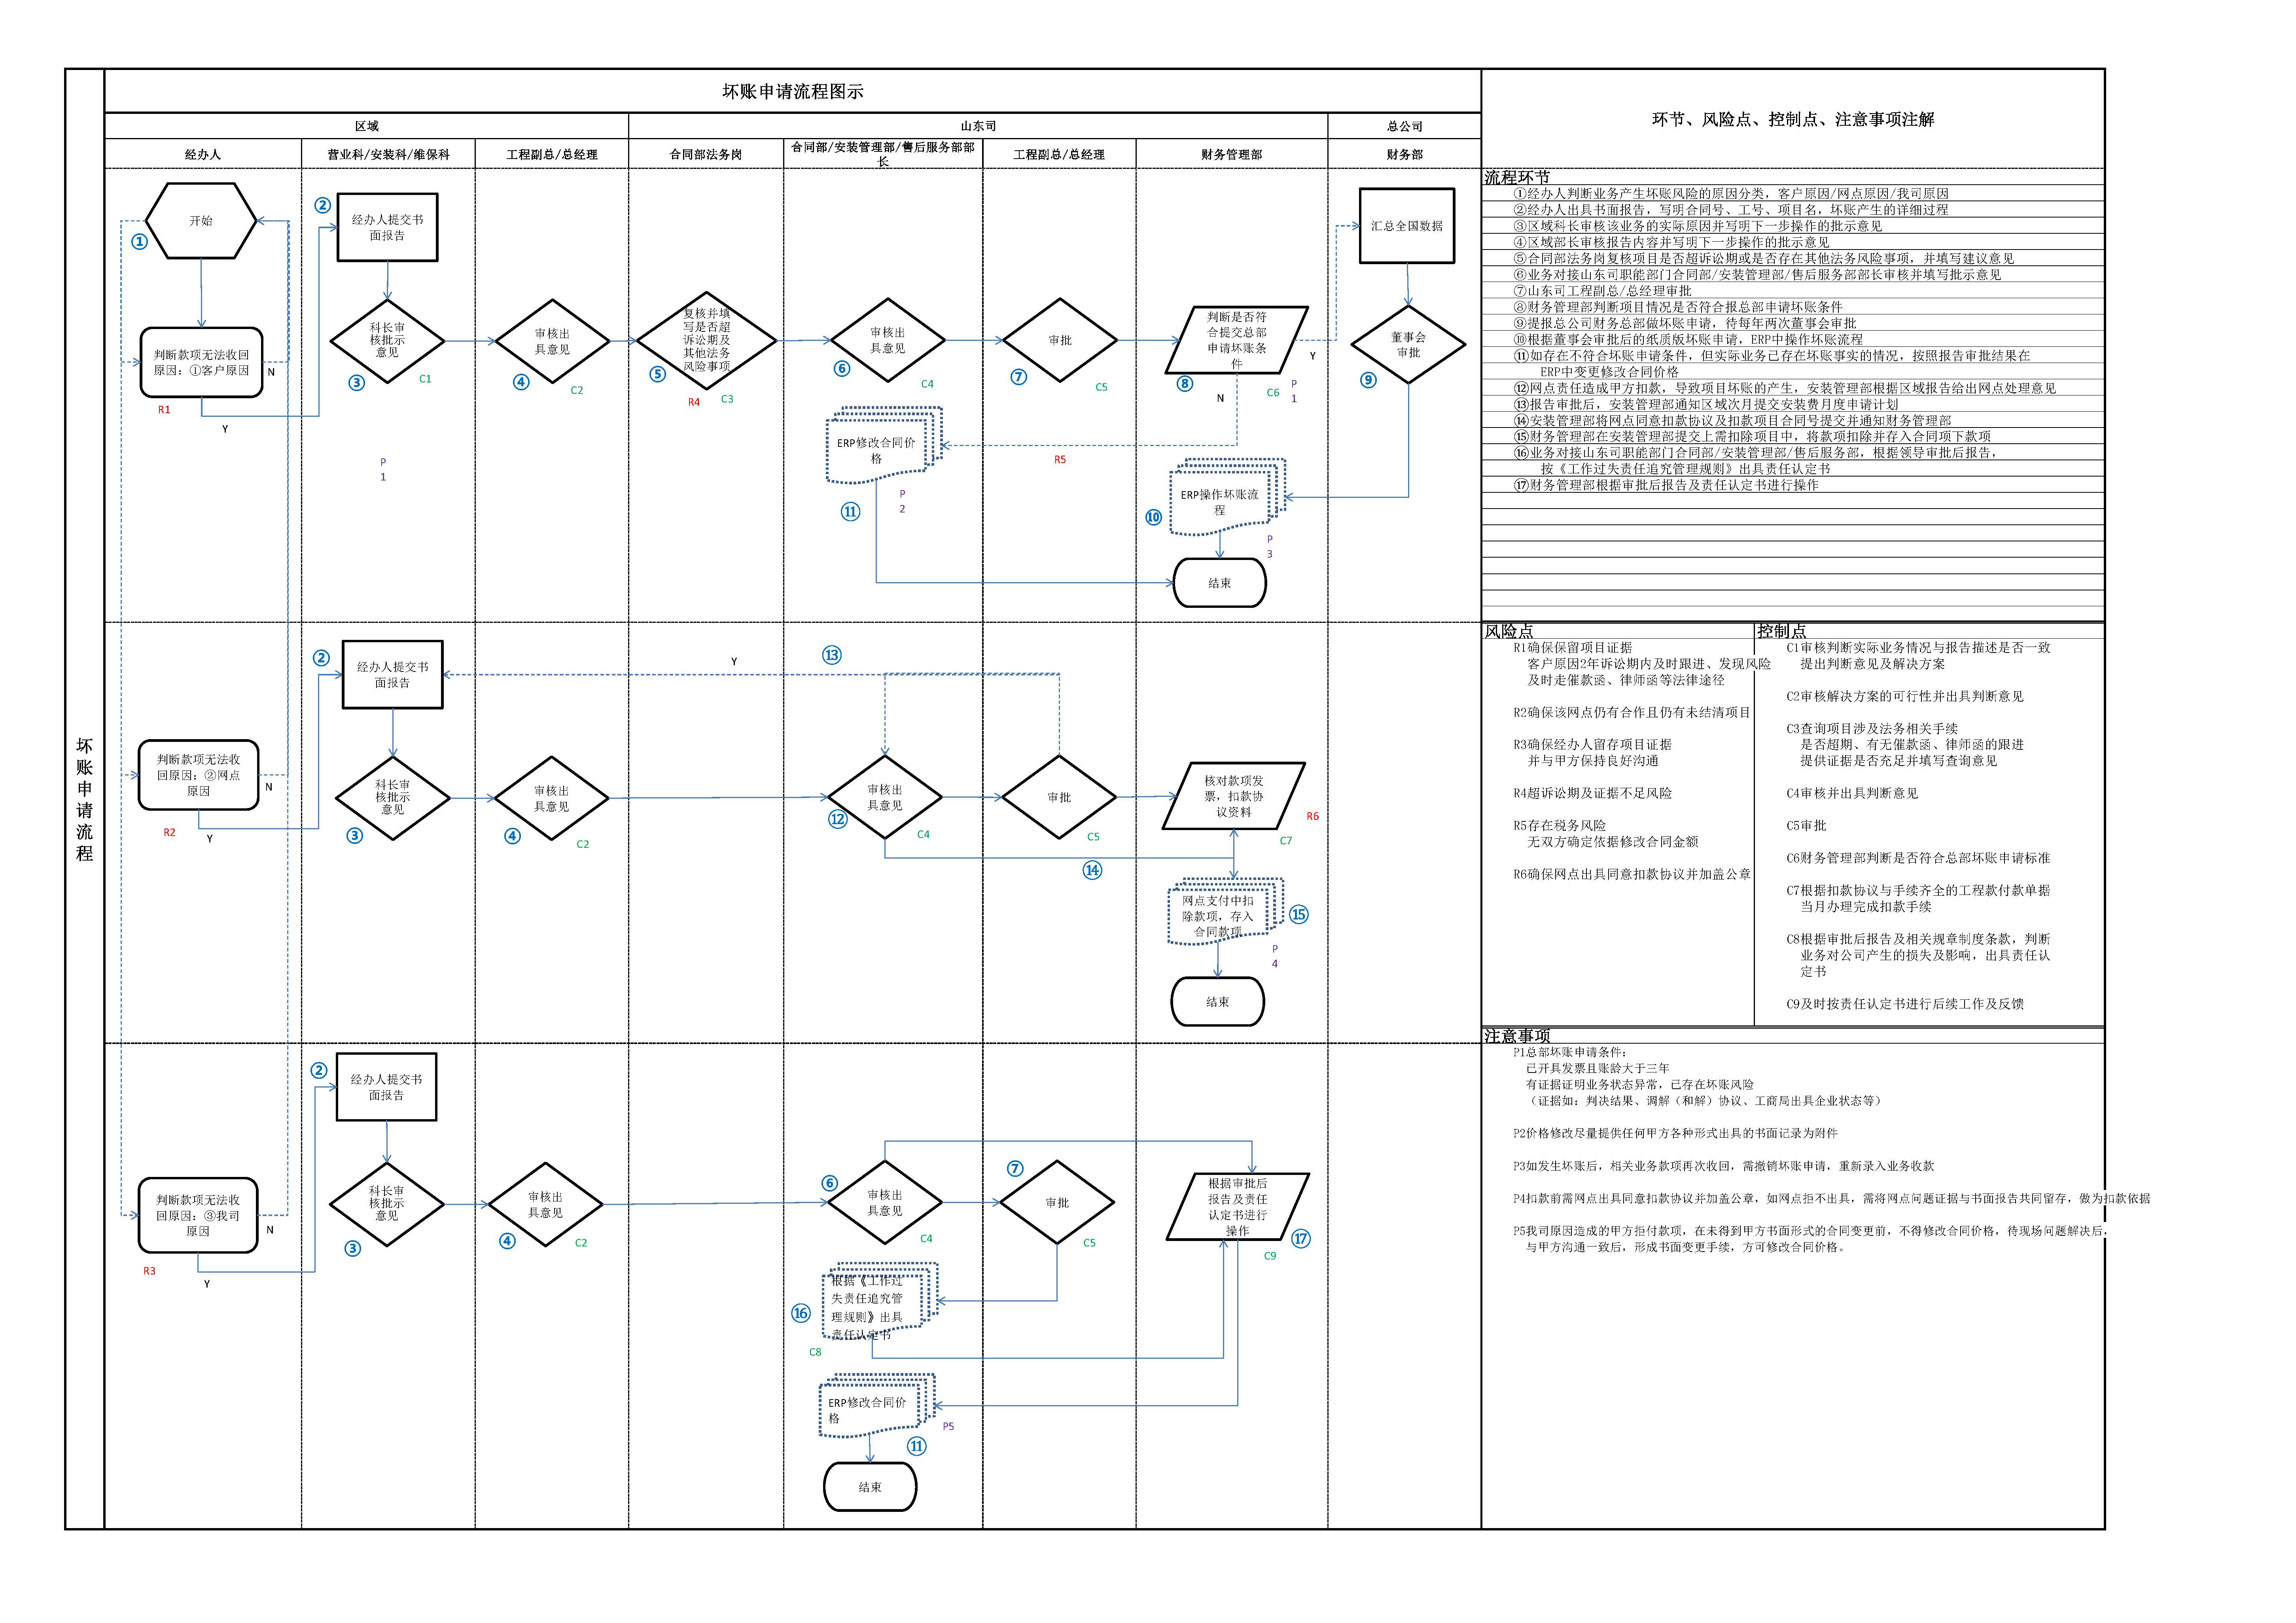 坏账申请流程图示
环节、风险点、控制点、注意事项注解
区域
山东司
总公司
经办人
营业科/安装科/维保科
工程副总/总经理
合同部法务岗
合同部/安装管理部/售后服务部部
长
工程副总/总经理
财务管理部
财务部
坏账申请流程
①
开始
判断款项无法收回
原因：①客户原因
N
R1
Y
②
经办人提交书
面报告
科长审
核批示
意见
③
C1
P
1
审核出
具意见
④
C2
复核并填
写是否超
诉讼期及
其他法务
风险事项
⑤
R4
C3
审核出
具意见
⑥
C4
审批
⑦
C5
判断是否符
合提交总部
申请坏账条
件
⑧
C6
P
1
Y
N
汇总全国数据
董事会
审批
⑨
ERP修改合同价
格
P
2
⑪
R5
ERP操作坏账流
程
⑩
P
3
结束
判断款项无法收
回原因：②网点
原因
N
R2
Y
②
经办人提交书
面报告
科长审
核批示
意见
③
审核出
具意见
④
C2
Y
⑬
审核出
具意见
⑫
C4
审批
C5
核对款项发
票，扣款协
议资料
R6
C7
⑭
网点支付中扣
除款项，存入
合同款项
⑮
P
4
结束
判断款项无法收
回原因：③我司
原因
N
R3
Y
②
经办人提交书
面报告
科长审
核批示
意见
③
审核出
具意见
④
C2
审核出
具意见
⑥
C4
审批
⑦
C5
根据审批后
报告及责任
认定书进行
操作
⑰
C9
根据《工作过
失责任追究管
理规则》出具
责任认定书
⑯
C8
ERP修改合同价
格
P5
⑪
结束
流程环节
①经办人判断业务产生坏账风险的原因分类，客户原因/网点原因/我司原因
②经办人出具书面报告，写明合同号、工号、项目名，坏账产生的详细过程
③区域科长审核该业务的实际原因并写明下一步操作的批示意见
④区域部长审核报告内容并写明下一步操作的批示意见
⑤合同部法务岗复核项目是否超诉讼期或是否存在其他法务风险事项，并填写建议意见
⑥业务对接山东司职能部门合同部/安装管理部/售后服务部部长审核并填写批示意见
⑦山东司工程副总/总经理审批
⑧财务管理部判断项目情况是否符合报总部申请坏账条件
⑨提报总公司财务总部做坏账申请，待每年两次董事会审批
⑩根据董事会审批后的纸质版坏账申请，ERP中操作坏账流程
⑪如存在不符合坏账申请条件，但实际业务已存在坏账事实的情况，按照报告审批结果在
ERP中变更修改合同价格
⑫网点责任造成甲方扣款，导致项目坏账的产生，安装管理部根据区域报告给出网点处理意见
⑬报告审批后，安装管理部通知区域次月提交安装费月度申请计划
⑭安装管理部将网点同意扣款协议及扣款项目合同号提交并通知财务管理部
⑮财务管理部在安装管理部提交上需扣除项目中，将款项扣除并存入合同项下款项
⑯业务对接山东司职能部门合同部/安装管理部/售后服务部，根据领导审批后报告，
按《工作过失责任追究管理规则》出具责任认定书
⑰财务管理部根据审批后报告及责任认定书进行操作
风险点
R1确保保留项目证据
客户原因2年诉讼期内及时跟进、发现风险
及时走催款函、律师函等法律途径
R2确保该网点仍有合作且仍有未结清项目
R3确保经办人留存项目证据
并与甲方保持良好沟通
R4超诉讼期及证据不足风险
R5存在税务风险
无双方确定依据修改合同金额
R6确保网点出具同意扣款协议并加盖公章
控制点
C1审核判断实际业务情况与报告描述是否一致
提出判断意见及解决方案
C2审核解决方案的可行性并出具判断意见
C3查询项目涉及法务相关手续
是否超期、有无催款函、律师函的跟进
提供证据是否充足并填写查询意见
C4审核并出具判断意见
C5审批
C6财务管理部判断是否符合总部坏账申请标准
C7根据扣款协议与手续齐全的工程款付款单据
当月办理完成扣款手续
C8根据审批后报告及相关规章制度条款，判断
业务对公司产生的损失及影响，出具责任认
定书
C9及时按责任认定书进行后续工作及反馈
注意事项
P1总部坏账申请条件：
已开具发票且账龄大于三年
有证据证明业务状态异常，已存在坏账风险
（证据如：判决结果、调解（和解）协议、工商局出具企业状态等）
P2价格修改尽量提供任何甲方各种形式出具的书面记录为附件
P3如发生坏账后，相关业务款项再次收回，需撤销坏账申请，重新录入业务收款
P4扣款前需网点出具同意扣款协议并加盖公章，如网点拒不出具，需将网点问题证据与书面报告共同留存，做为扣款依据
P5我司原因造成的甲方拒付款项，在未得到甲方书面形式的合同变更前，不得修改合同价格，待现场问题解决后，
与甲方沟通一致后，形成书面变更手续，方可修改合同价格。